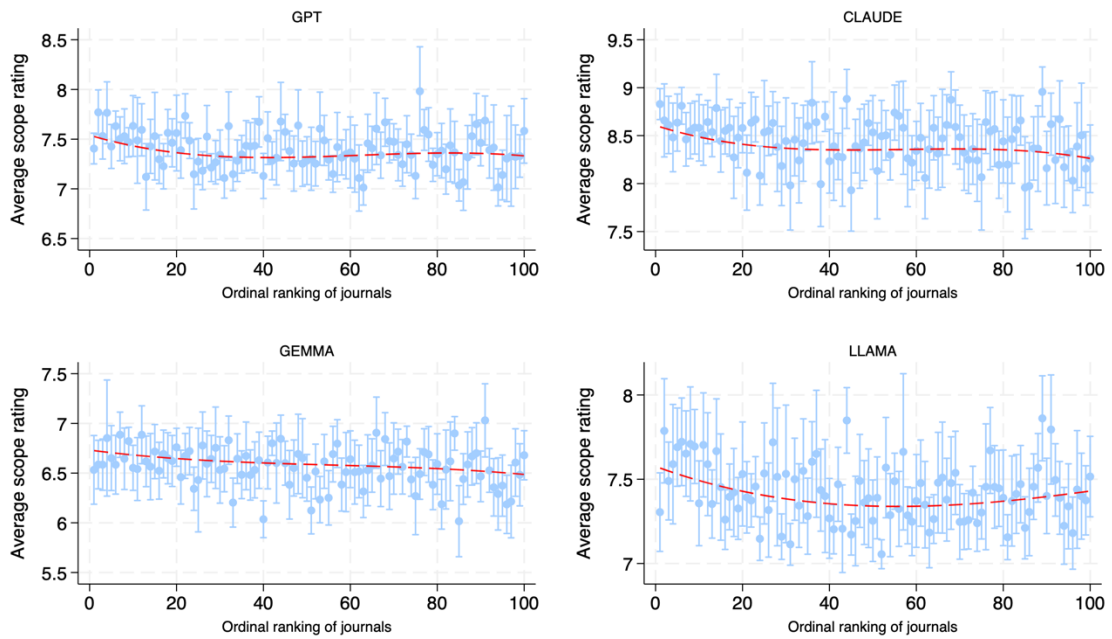 GPT
8.5
8
7.5
7
6.5
Average scope rating
0 20 40 60 80 100
Ordinal ranking of journals
CLAUDE
9.5
9
8.5
8
7.5
Average scope rating
0 20 40 60 80 100
Ordinal ranking of journals
GEMMA
7.5
7
6.5
6
5.5
Average scope rating
0 20 40 60 80 100
Ordinal ranking of journals
LLAMA
8
7.5
7
Average scope rating
0 20 40 60 80 100
Ordinal ranking of journals